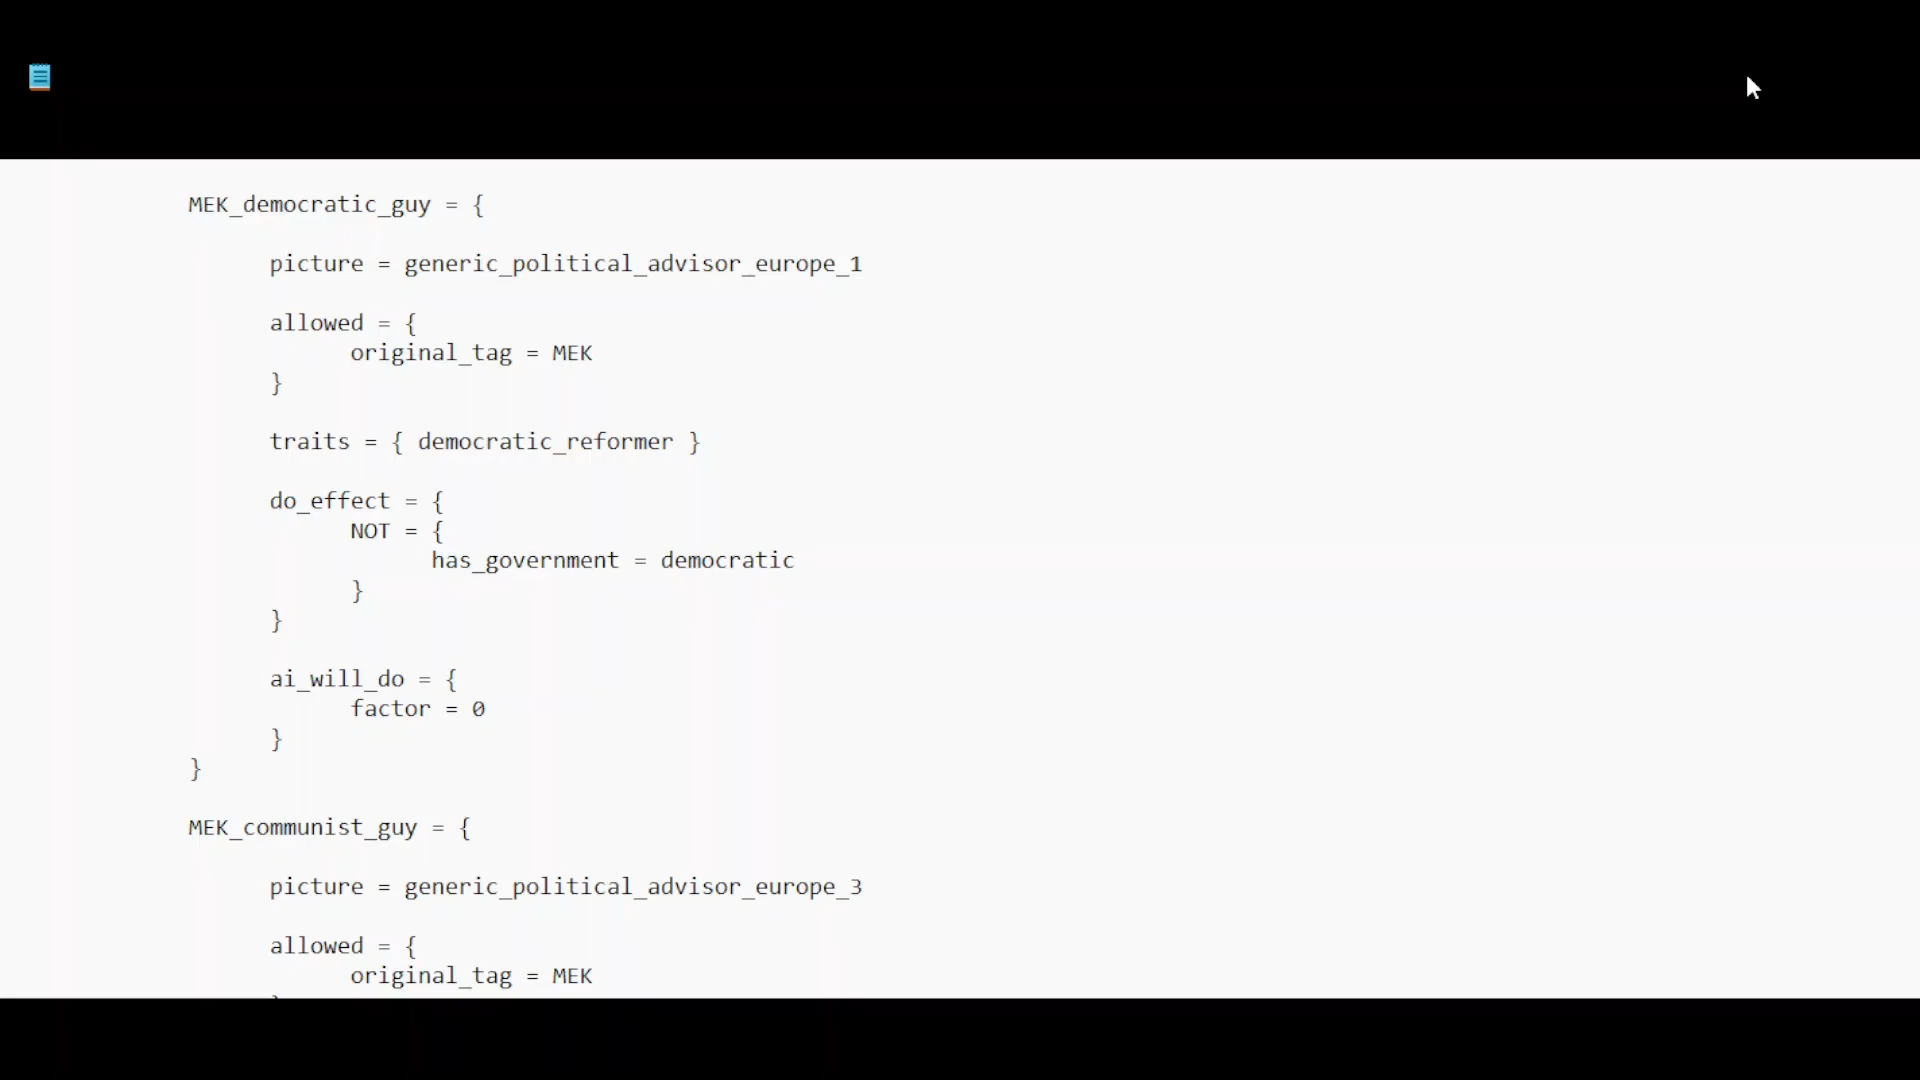 MEK_democratic_guy = {
picture = generic_political_advisor_europe_1
allowed = {
original_tag = MEK
}
traits = { democratic_reformer }
do_effect = {
NOT = {
has_government = democratic
}
}
ai_will_do = {
factor = 0
}
}
MEK_communist_guy = {
picture = generic_political_advisor_europe_3
allowed = {
original_tag = MEK